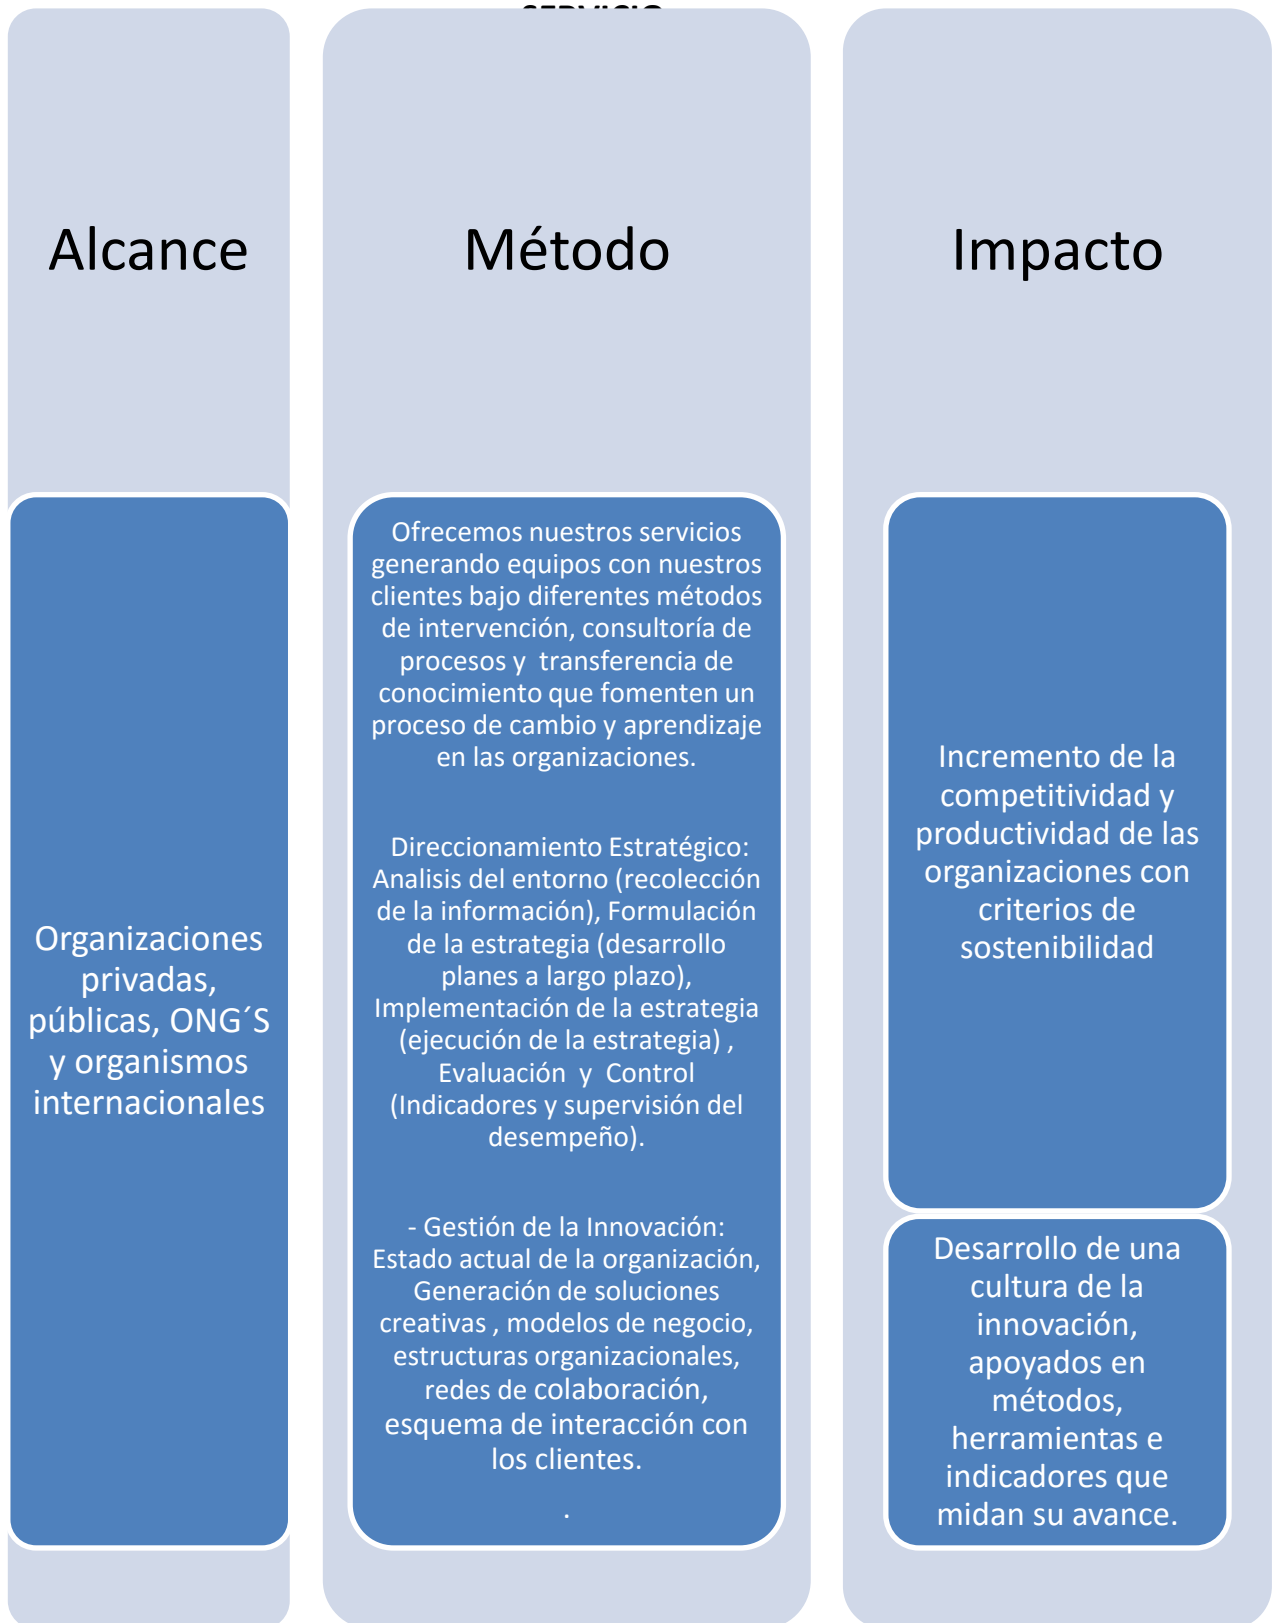 SERVICIO
Alcance
Organizaciones
privadas,
públicas, ONG´S
y organismos
internacionales
Método
Ofrecemos nuestros servicios
generando equipos con nuestros
clientes bajo diferentes métodos
de intervención, consultoría de
procesos y  transferencia de
conocimiento que fomenten un
proceso de cambio y aprendizaje
en las organizaciones.
Direccionamiento Estratégico:
Analisis del entorno (recolección
de la información), Formulación
de la estrategia (desarrollo
planes a largo plazo),
Implementación de la estrategia
(ejecución de la estrategia) ,
Evaluación  y  Control
(Indicadores y supervisión del
desempeño).
- Gestión de la Innovación:
Estado actual de la organización,
Generación de soluciones
creativas , modelos de negocio,
estructuras organizacionales,
redes de colaboración,
esquema de interacción con
los clientes.
.
Impacto
Incremento de la
competitividad y
productividad de las
organizaciones con
criterios de
sostenibilidad
Desarrollo de una
cultura de la
innovación,
apoyados en
métodos,
herramientas e
indicadores que
midan su avance.